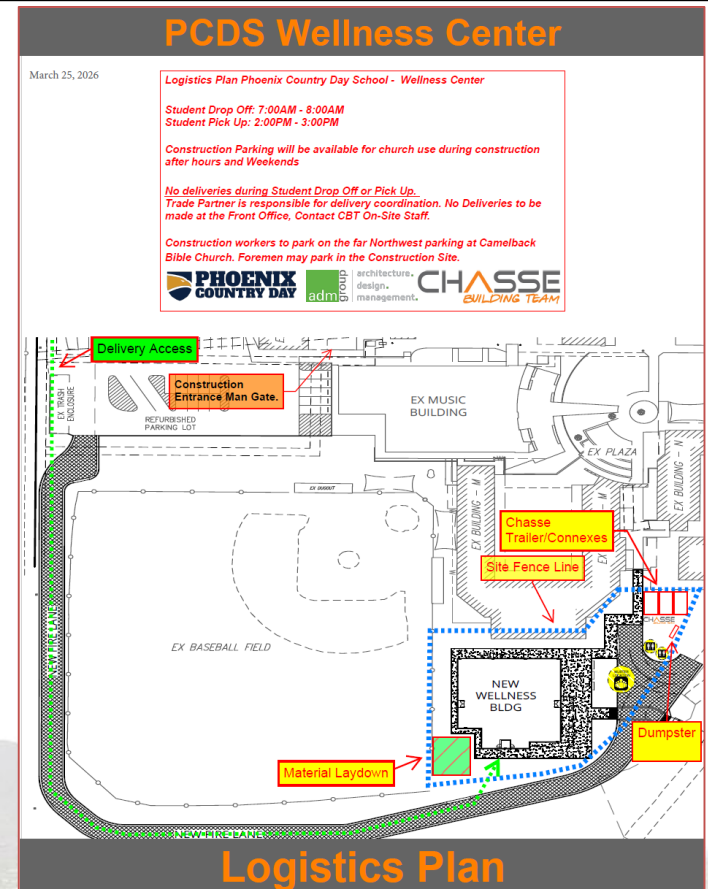 PCDS Wellness Center
March 25, 2026
Logistics Plan Phoenix Country Day School - Wellness Center
Student Drop Off: 7:00AM - 8:00AM
Student Pick Up: 2:00PM - 3:00PM
Construction Parking will be available for church use during construction
after hours and Weekends
No deliveries during Student Drop Off or Pick Up.
Trade Partner is responsible for delivery coordination. No Deliveries to be
made at the Front Office, Contact CBT On-Site Staff.
Construction workers to park on the far Northwest parking at Camelback
Bible Church. Foremen may park in the Construction Site.
PHOENIX
COUNTRY DAY
adm
group
architecture.
design.
management.
CHASSE
BUILDING TEAM
Delivery Access
Construction
Entrance Man Gate.
EX TRASH
ENCLOSURE
REFURBISHED
PARKING LOT
EX MUSIC
BUILDING
EX PLAZA
EX BUILDING - N
EX DUGOUT
EX BUILDING - M
EX BUILDING - M
Chasse
Trailer/Connexes
Site Fence Line
CHASSE
NEW FIRE LANE
EX BASEBALL FIELD
NEW
WELLNESS
BLDG
Dumpster
Material Laydown
NEW FIRE LANE
Logistics Plan